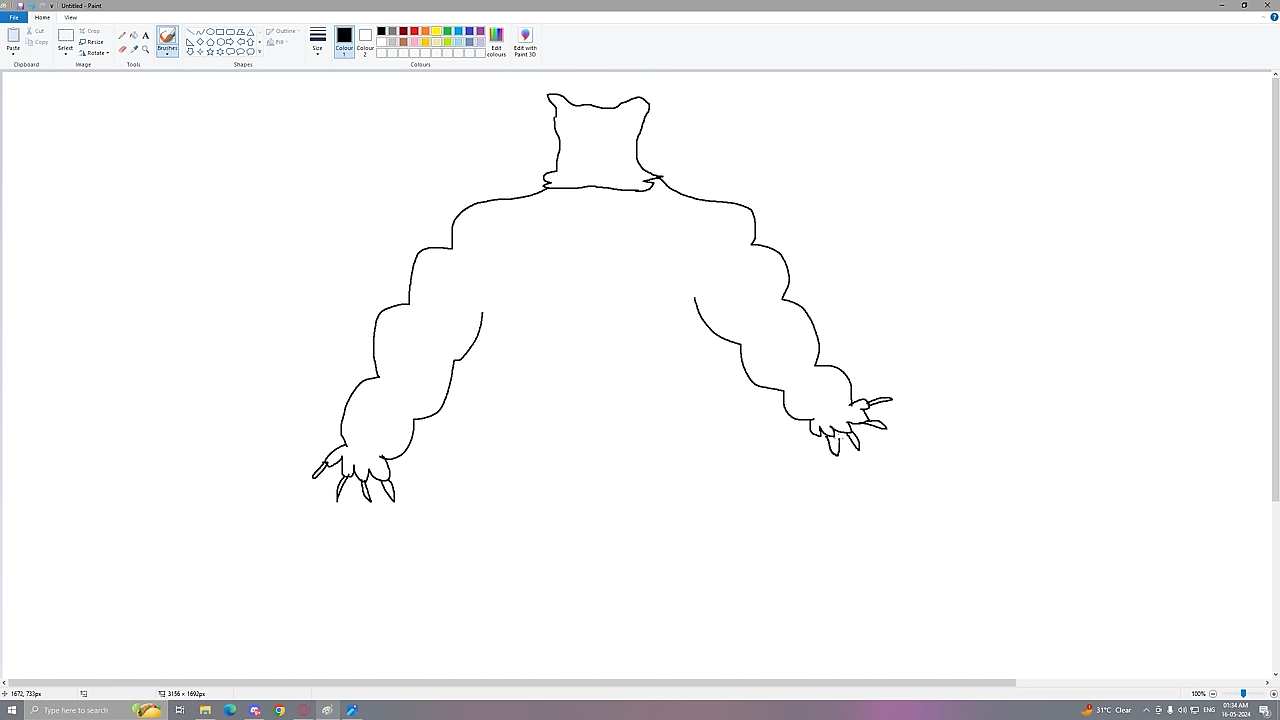 Untitled - Paint
File Home View
Paste Cut Copy Select Crop Resize Rotate Brushes Outline Fill Size Colour 1 Colour 2 Edit colours Edit with Paint 3D
Clipboard Image Tools Shapes Colours
1672, 733px 3156 × 1692px 100%
Type here to search 31°C Clear ENG 01:34 AM
16-05-2024